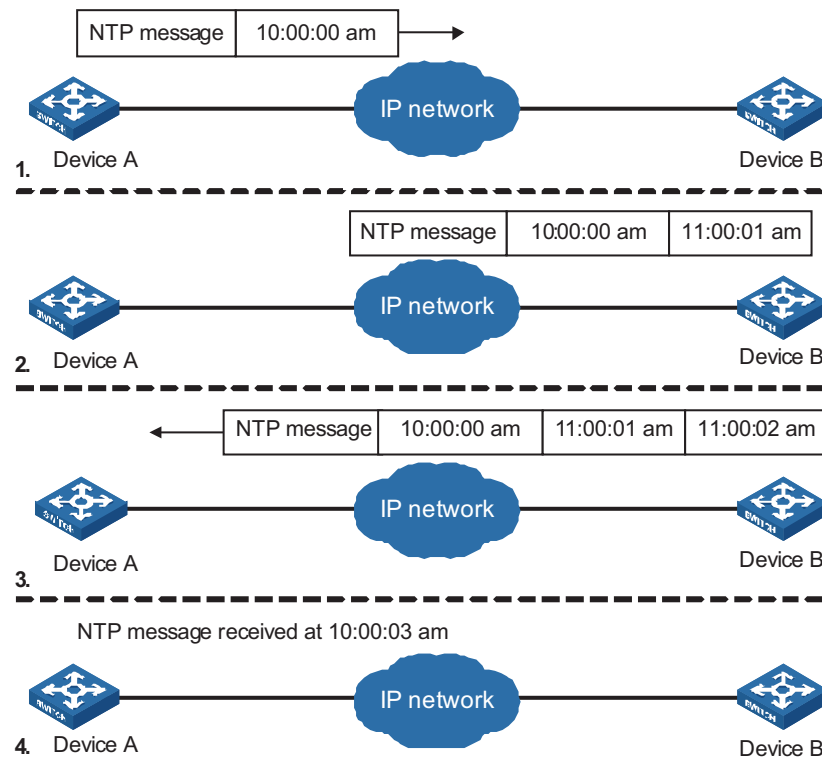 NTP message 10:00:00 am
IP network
SWITCH SWITCH
1. Device A Device B
NTP message 10:00:00 am 11:00:01 am
IP network
SWITCH SWITCH
2. Device A Device B
NTP message 10:00:00 am 11:00:01 am 11:00:02 am
IP network
SWITCH SWITCH
3. Device A Device B
NTP message received at 10:00:03 am
IP network
SWITCH SWITCH
4. Device A Device B